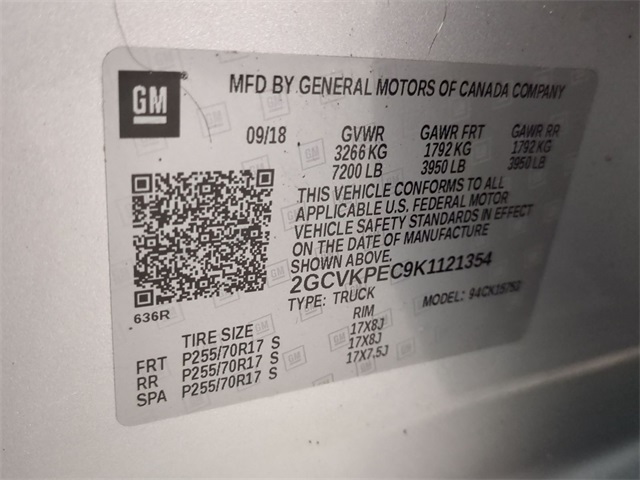 GM
MFD BY GENERAL MOTORS OF CANADA COMPANY
09/18 GVWR GAWR FRT GAWR RR
3266 KG 1792 KG 1792 KG
7200 LB 3950 LB 3950 LB
THIS VEHICLE CONFORMS TO ALL
APPLICABLE U.S. FEDERAL MOTOR
VEHICLE SAFETY STANDARDS IN EFFECT
ON THE DATE OF MANUFACTURE
SHOWN ABOVE.
2GCVKPEC9K1121354
TYPE: TRUCK MODEL:
636R
TIRE SIZE RIM
FRT P255/70R17 S 17X8J
RR P255/70R17 S 17X8J
SPA P255/70R17 S 17X7.5J